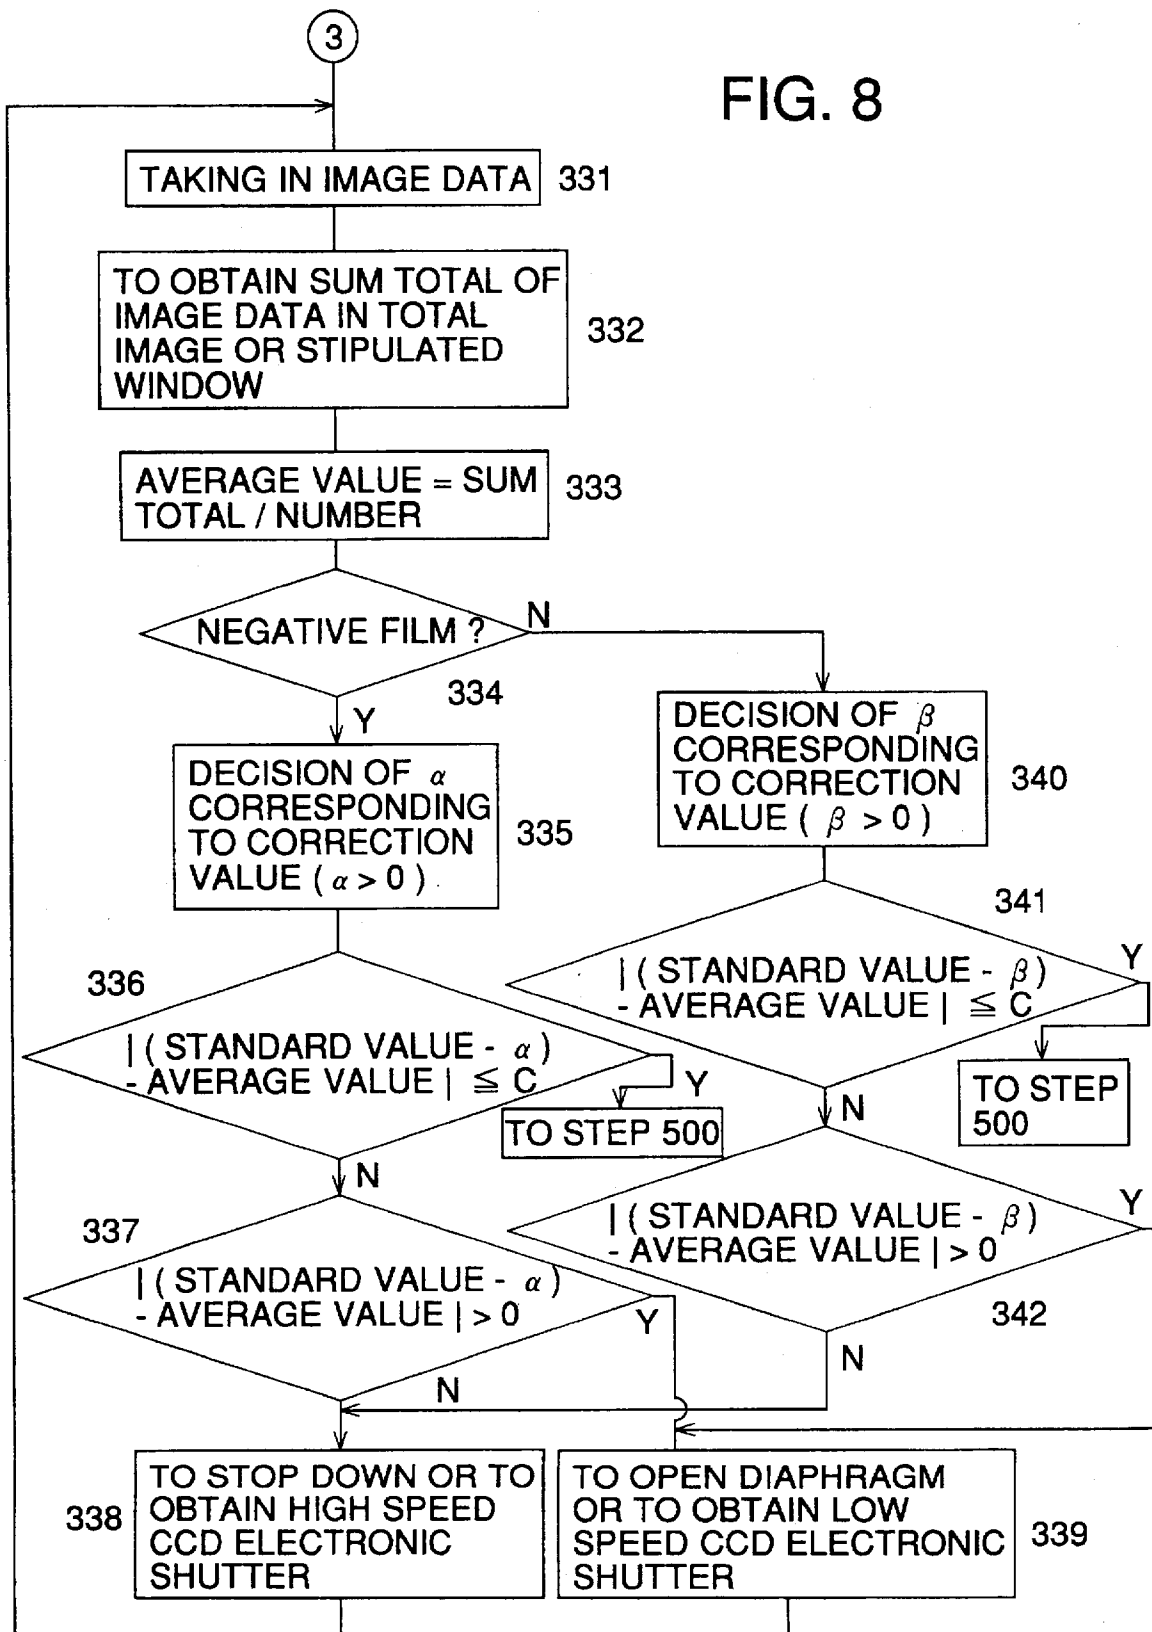 3
FIG. 8
TAKING IN IMAGE DATA
331
TO OBTAIN SUM TOTAL OF
IMAGE DATA IN TOTAL
IMAGE OR STIPULATED
WINDOW
332
AVERAGE VALUE = SUM
TOTAL / NUMBER
333
NEGATIVE FILM ?
N
334
Y
DECISION OF α
CORRESPONDING
TO CORRECTION
VALUE ( α > 0 )
335
DECISION OF β
CORRESPONDING
TO CORRECTION
VALUE ( β > 0 )
340
336
| ( STANDARD VALUE - α )
- AVERAGE VALUE | ≦ C
Y
TO STEP 500
N
341
| ( STANDARD VALUE - β )
- AVERAGE VALUE | ≦ C
Y
TO STEP
500
N
337
| ( STANDARD VALUE - α )
- AVERAGE VALUE | > 0
Y
N
| ( STANDARD VALUE - β )
- AVERAGE VALUE | > 0
Y
342
N
338
TO STOP DOWN OR TO
OBTAIN HIGH SPEED
CCD ELECTRONIC
SHUTTER
TO OPEN DIAPHRAGM
OR TO OBTAIN LOW
SPEED CCD ELECTRONIC
SHUTTER
339